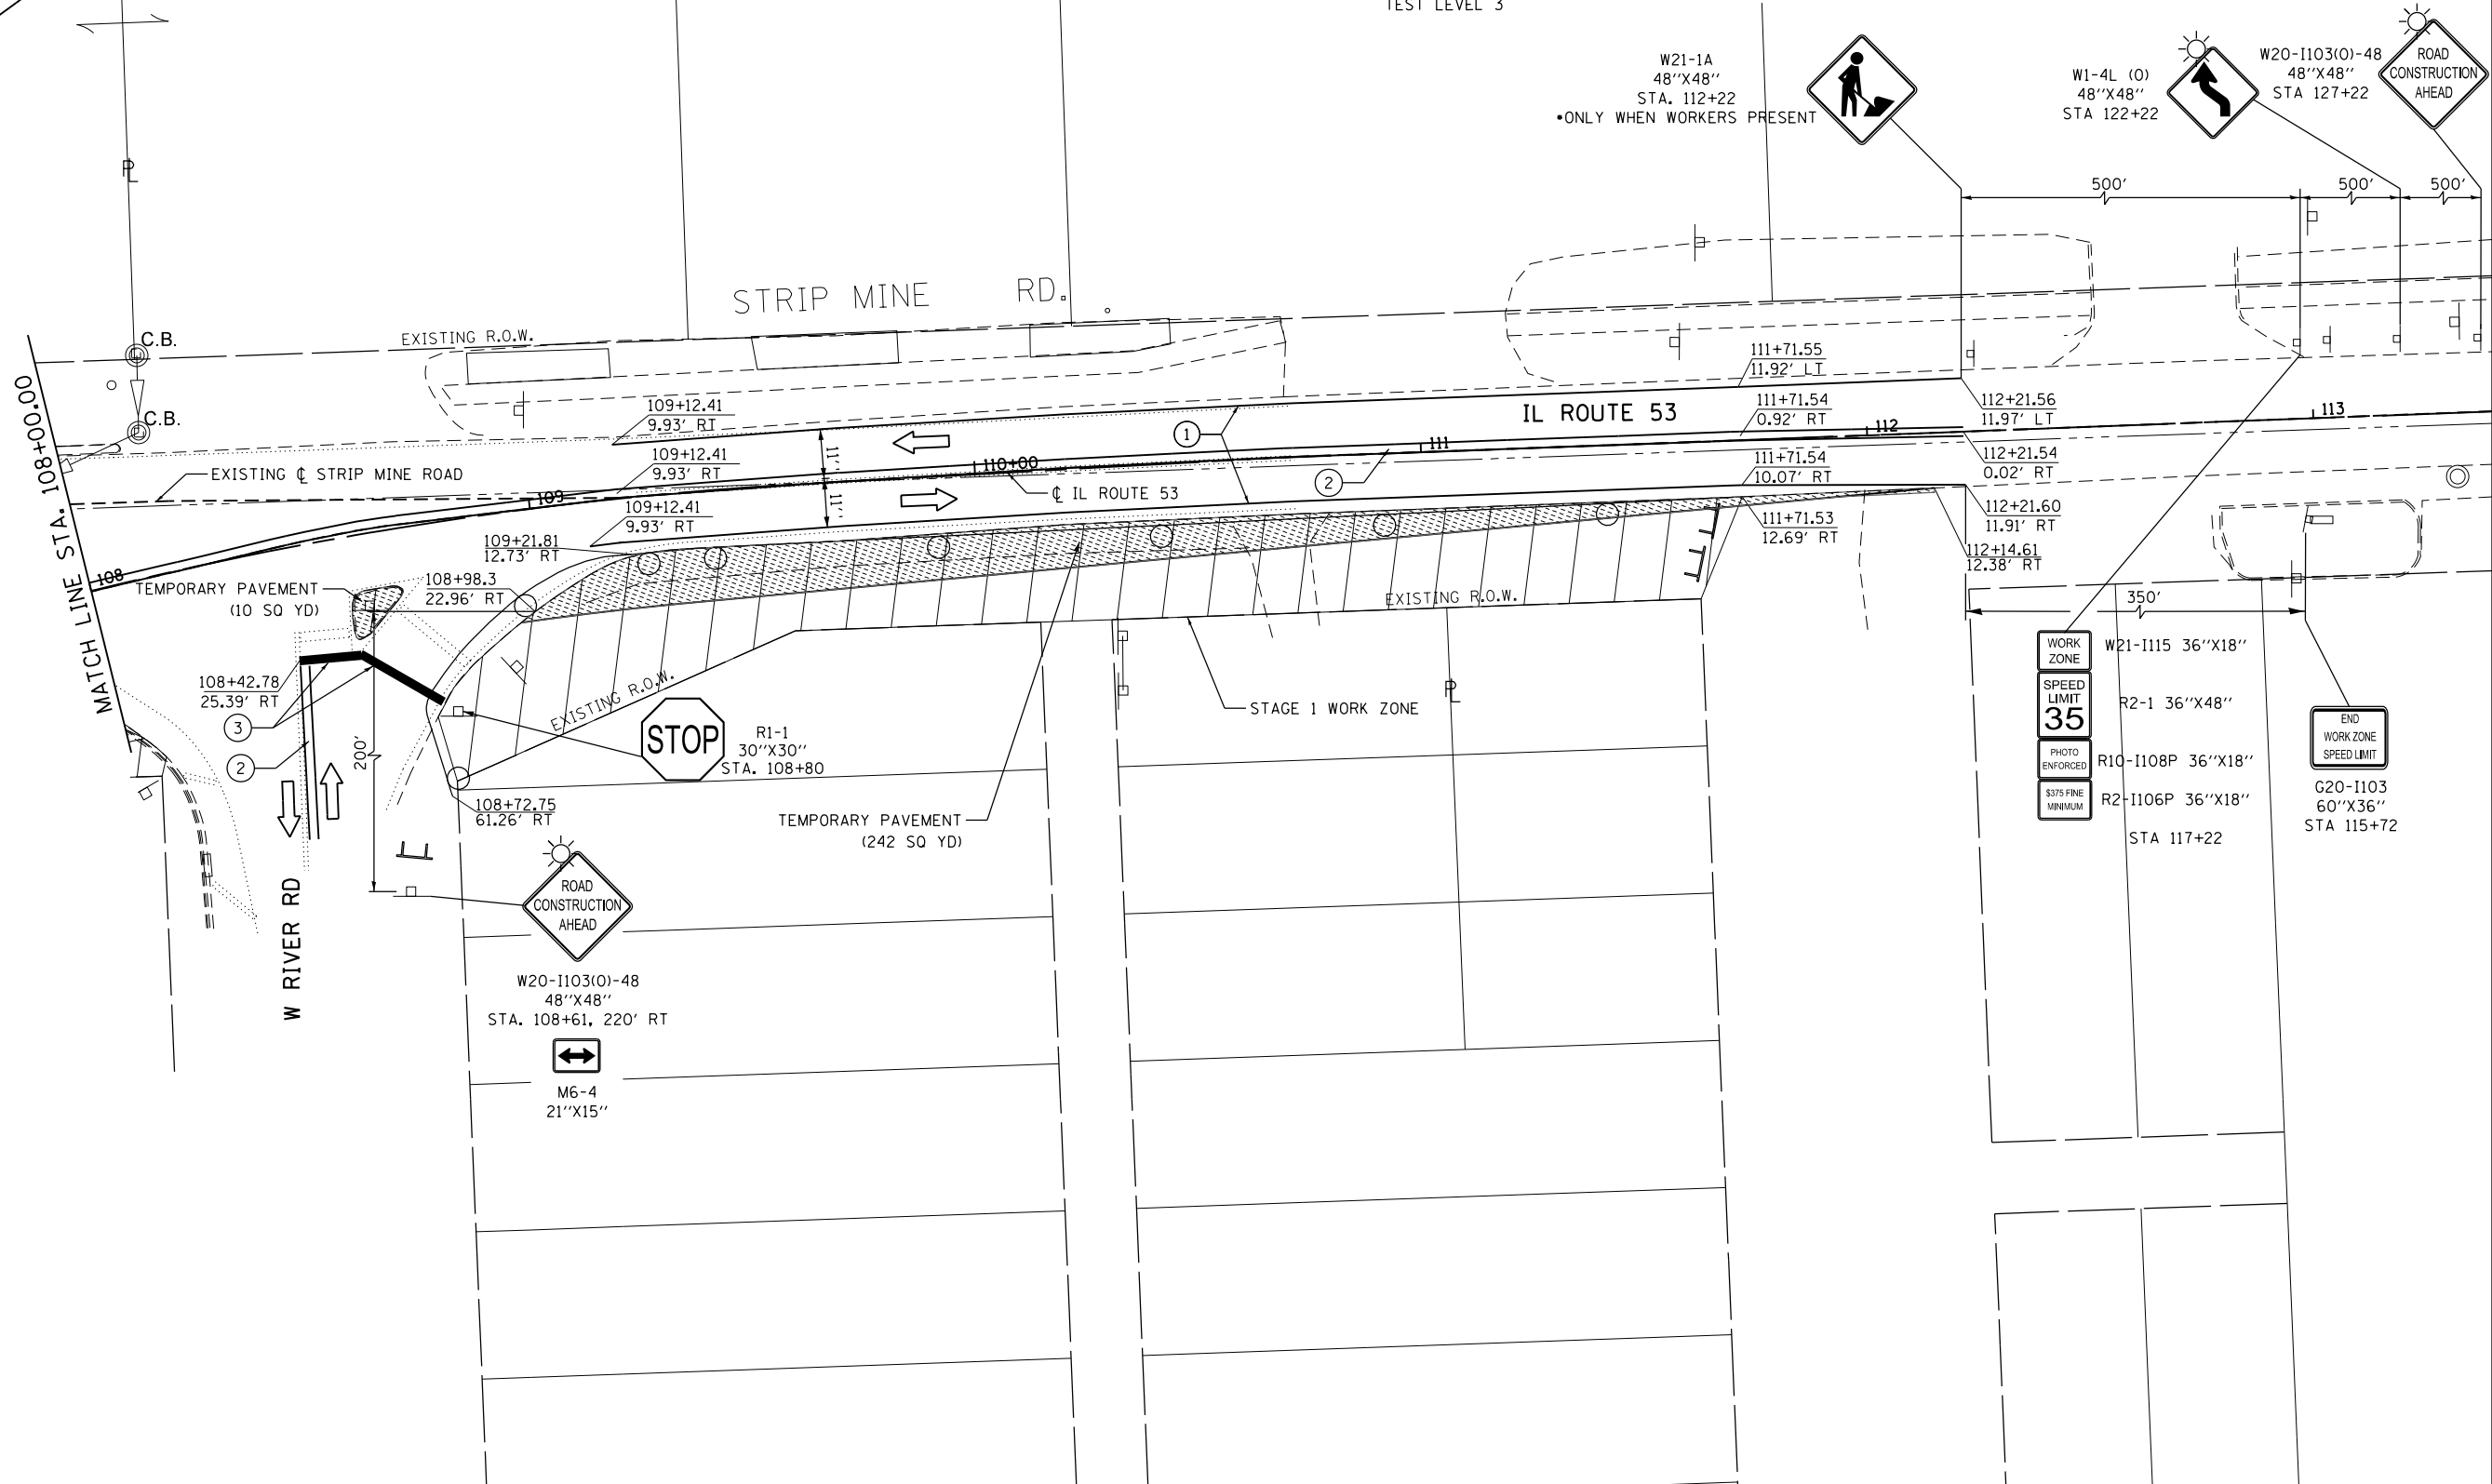 TEST LEVEL 3
W21-1A
48''X48''
STA. 112+22
•ONLY WHEN WORKERS PRESENT
W1-4L (O)
48''X48''
STA 122+22
W20-I103(O)-48
48''X48''
STA 127+22
ROAD
CONSTRUCTION
AHEAD
500'
500'
500'
PL
C.B.
C.B.
EXISTING R.O.W.
STRIP MINE RD.
MATCH LINE STA. 108+00.00
EXISTING CL STRIP MINE ROAD
109+12.41
9.93' RT
109+12.41
9.93' RT
109+12.41
9.93' RT
11'
11'
108
109
110+00
111
112
113
1
2
CL IL ROUTE 53
IL ROUTE 53
111+71.55
11.92' LT
111+71.54
0.92' RT
111+71.54
10.07' RT
111+71.53
12.69' RT
112+21.56
11.97' LT
112+21.54
0.02' RT
112+21.60
11.91' RT
112+14.61
12.38' RT
109+21.81
12.73' RT
108+98.3
22.96' RT
TEMPORARY PAVEMENT
(10 SQ YD)
108+42.78
25.39' RT
3
2
200'
EXISTING R.O.W.
EXISTING R.O.W.
STOP
R1-1
30''X30''
STA. 108+80
108+72.75
61.26' RT
TEMPORARY PAVEMENT
(242 SQ YD)
STAGE 1 WORK ZONE
PL
350'
WORK
ZONE
W21-I115 36''X18''
SPEED
LIMIT
35
R2-1 36''X48''
PHOTO
ENFORCED
R10-I108P 36''X18''
$375 FINE
MINIMUM
R2-I106P 36''X18''
STA 117+22
END
WORK ZONE
SPEED LIMIT
G20-I103
60''X36''
STA 115+72
W RIVER RD
ROAD
CONSTRUCTION
AHEAD
W20-I103(O)-48
48''X48''
STA. 108+61, 220' RT
M6-4
21''X15''